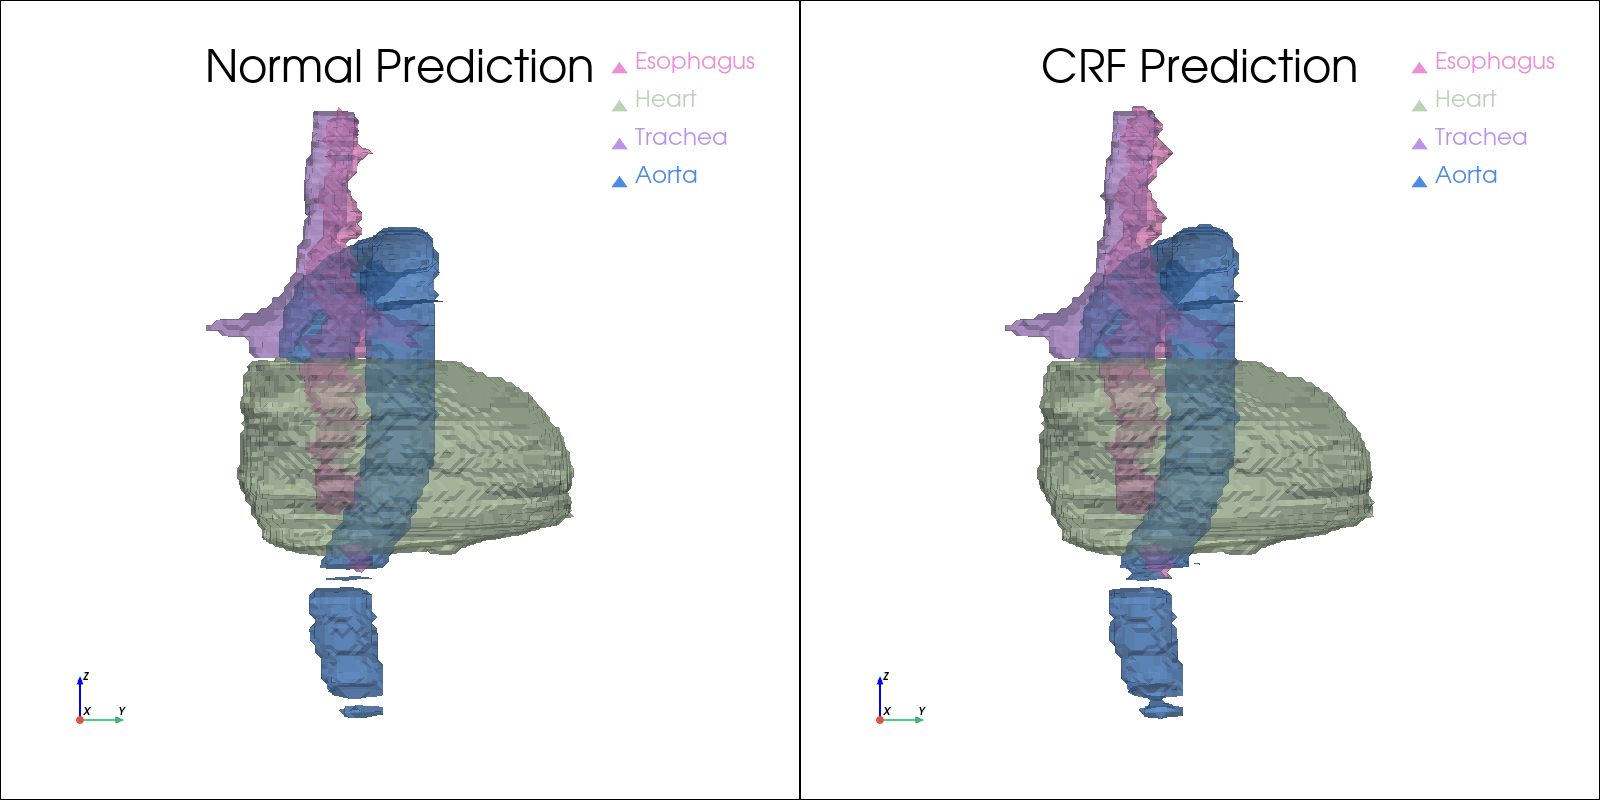 Normal Prediction
Esophagus
Heart
Trachea
Aorta
Z
X
Y
CRF Prediction
Esophagus
Heart
Trachea
Aorta
Z
X
Y